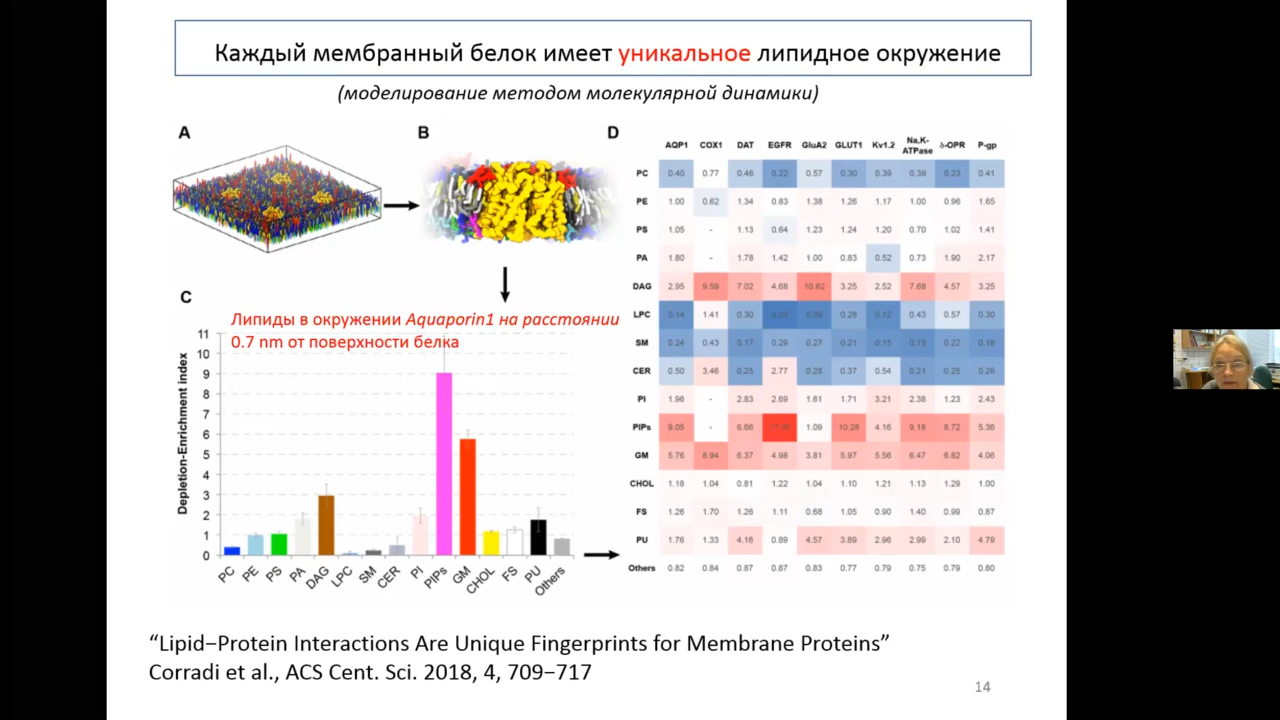 Каждый мембранный белок имеет уникальное липидное окружение
(моделирование методом молекулярной динамики)
A
B
C
Липиды в окружении Aquaporin1 на расстоянии
0.7 nm от поверхности белка
Depletion-Enrichment index
11
10
9
8
7
6
5
4
3
2
1
0
PC PE PS PA DAG LPC SM CER PI PIPs GM CHOL FS PU Others
D
AQP1 COX1 DAT EGFR GluA2 GLUT1 Kv1.2 Na,K-ATPase δ-OPR P-gp
PC 0.40 0.77 0.46 0.22 0.57 0.30 0.39 0.39 0.23 0.41
PE 1.00 0.62 1.34 0.83 1.38 1.26 1.17 1.00 0.96 1.65
PS 1.05 - 1.13 0.64 1.23 1.24 1.20 0.70 1.02 1.41
PA 1.80 - 1.78 1.42 1.00 0.83 0.52 0.73 1.90 2.17
DAG 2.95 9.59 7.02 4.68 10.62 3.25 2.52 7.68 4.57 3.25
LPC 0.14 1.41 0.30 0.03 0.09 0.28 0.12 0.43 0.57 0.30
SM 0.24 0.43 0.17 0.29 0.27 0.21 0.15 0.13 0.22 0.18
CER 0.50 3.46 0.25 2.77 0.28 0.37 0.54 0.21 0.25 0.26
PI 1.96 - 2.83 2.69 1.61 1.71 3.21 2.38 1.23 2.43
PIPs 9.05 - 6.66 1.09 10.28 4.16 9.16 8.72 5.36
GM 5.76 8.94 6.37 4.98 3.81 5.97 5.56 6.47 6.82 4.06
CHOL 1.18 1.04 0.81 1.22 1.04 1.10 1.21 1.13 1.29 1.00
FS 1.26 1.70 1.26 1.11 0.68 1.05 0.90 1.40 0.99 0.87
PU 1.76 1.33 4.16 0.89 4.57 3.89 2.96 2.99 2.10 4.79
Others 0.82 0.84 0.87 0.87 0.83 0.77 0.79 0.75 0.79 0.80
“Lipid−Protein Interactions Are Unique Fingerprints for Membrane Proteins”
Corradi et al., ACS Cent. Sci. 2018, 4, 709−717
14